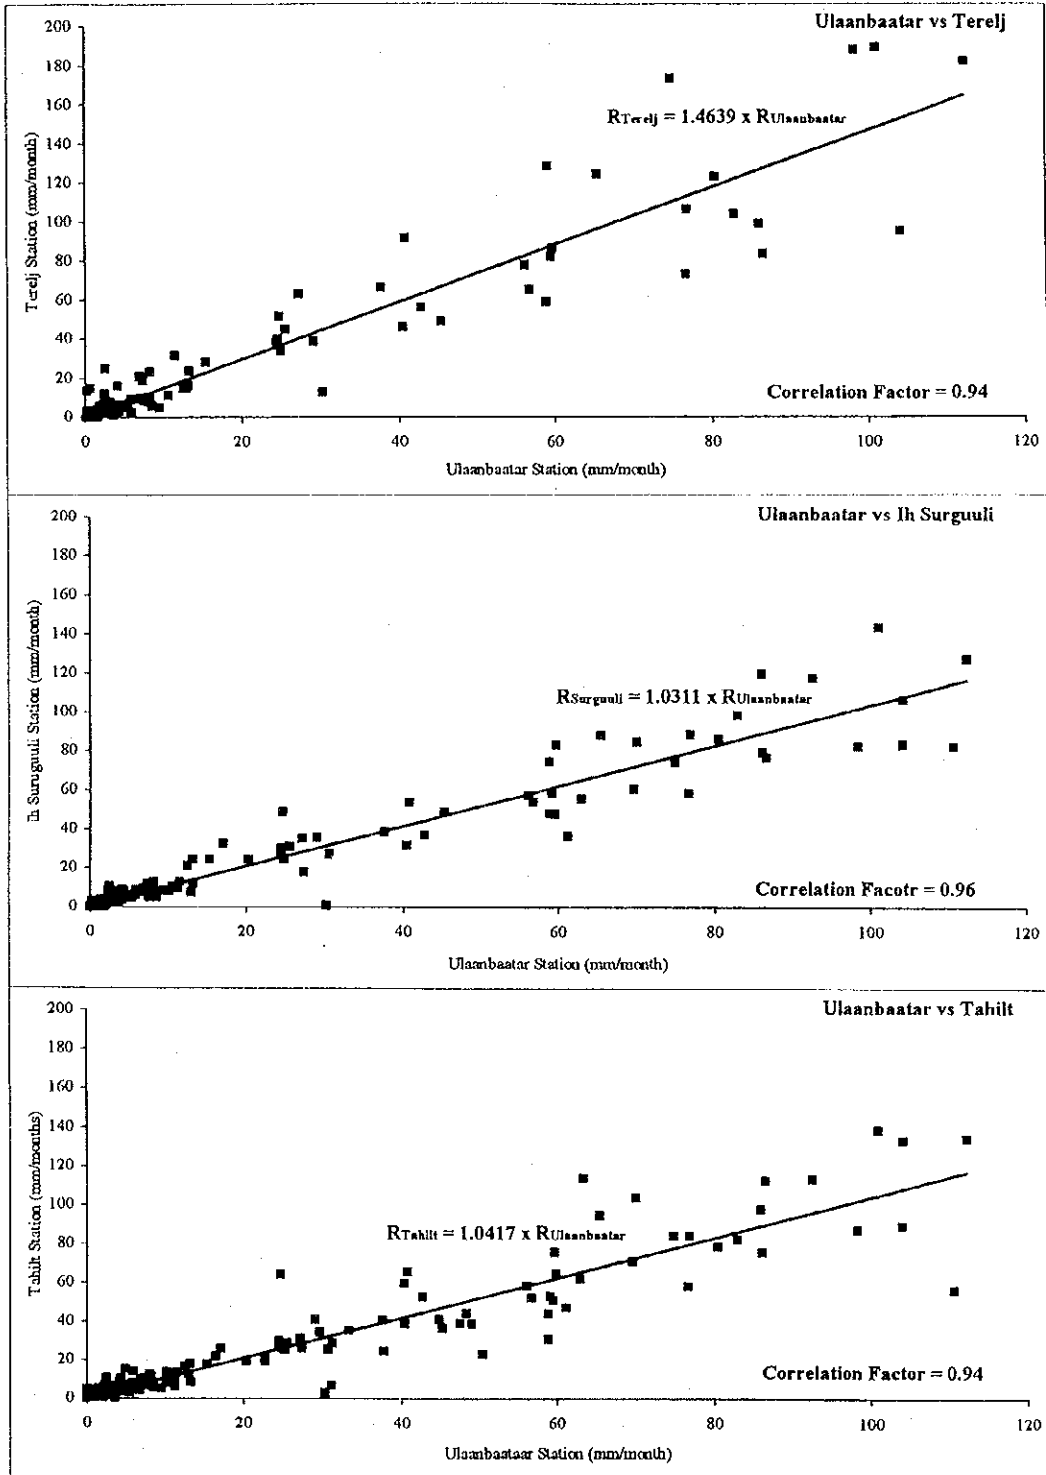 Ulaanbaatar vs Terelj
200
180
160
140
120
100
80
60
40
20
0
Terelj Station (mm/month)
RTerelj = 1.4639 x RUlaanbaatar
Correlation Factor = 0.94
0 20 40 60 80 100 120
Ulaanbaatar Station (mm/month)
Ulaanbaatar vs Ih Surguuli
200
180
160
140
120
100
80
60
40
20
0
Ih Suruguuli Station (mm/month)
RSurguuli = 1.0311 x RUlaanbaatar
Correlation Facotr = 0.96
0 20 40 60 80 100 120
Ulaanbaatar Station (mm/month)
Ulaanbaatar vs Tahilt
200
180
160
140
120
100
80
60
40
20
0
Tahilt Station (mm/months)
RTahilt = 1.0417 x RUlaanbaatar
Correlation Factor = 0.94
0 20 40 60 80 100 120
Ulaanbaataar Station (mm/month)